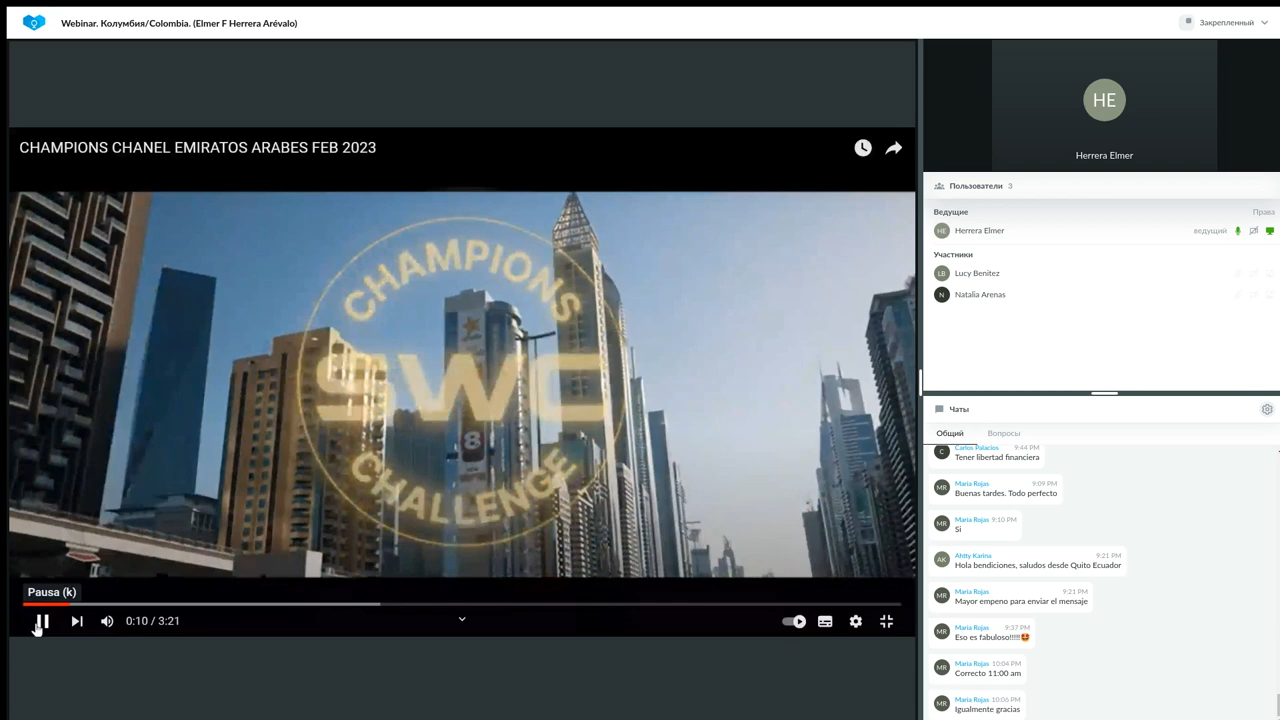 Webinar. Колумбия/Colombia. (Elmer F Herrera Arévalo)
Закрепленный
CHAMPIONS CHANEL EMIRATOS ARABES FEB 2023
CHAMPIONS
SWC
8
CHALLENGE
Pausa (k)
0:10 / 3:21
HE
Herrera Elmer
Пользователи 3
Ведущие Права
HE Herrera Elmer ведущий
Участники
LB Lucy Benitez
N Natalia Arenas
Чаты
Общий Вопросы
C Carlos Palacios 9:44 PM
Tener libertad financiera
MR Maria Rojas 9:09 PM
Buenas tardes. Todo perfecto
MR Maria Rojas 9:10 PM
Si
AK Ahtty Karina 9:21 PM
Hola bendiciones, saludos desde Quito Ecuador
MR Maria Rojas 9:21 PM
Mayor empeno para enviar el mensaje
MR Maria Rojas 9:37 PM
Eso es fabuloso!!!!!🤩
MR Maria Rojas 10:04 PM
Correcto 11:00 am
MR Maria Rojas 10:06 PM
Igualmente gracias